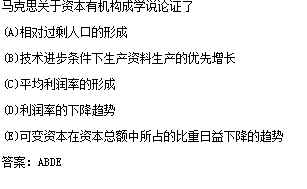 马克思关于资本有机构成学说论证了
(A)相对过剩人口的形成
(B)技术进步条件下生产资料生产的优先增长
(C)平均利润率的形成
(D)利润率的下降趋势
(E)可变资本在资本总额中所占的比重日益下降的趋势
答案：ABDE